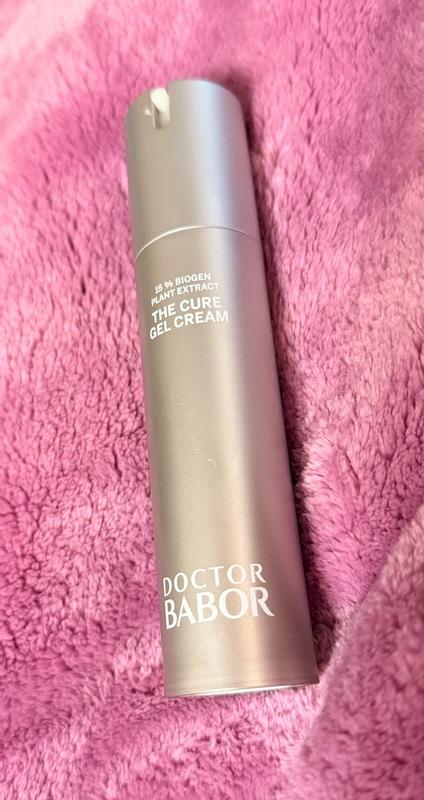 15 % BIOGEN
PLANT EXTRACT
THE CURE
GEL CREAM
DOCTOR
BABOR